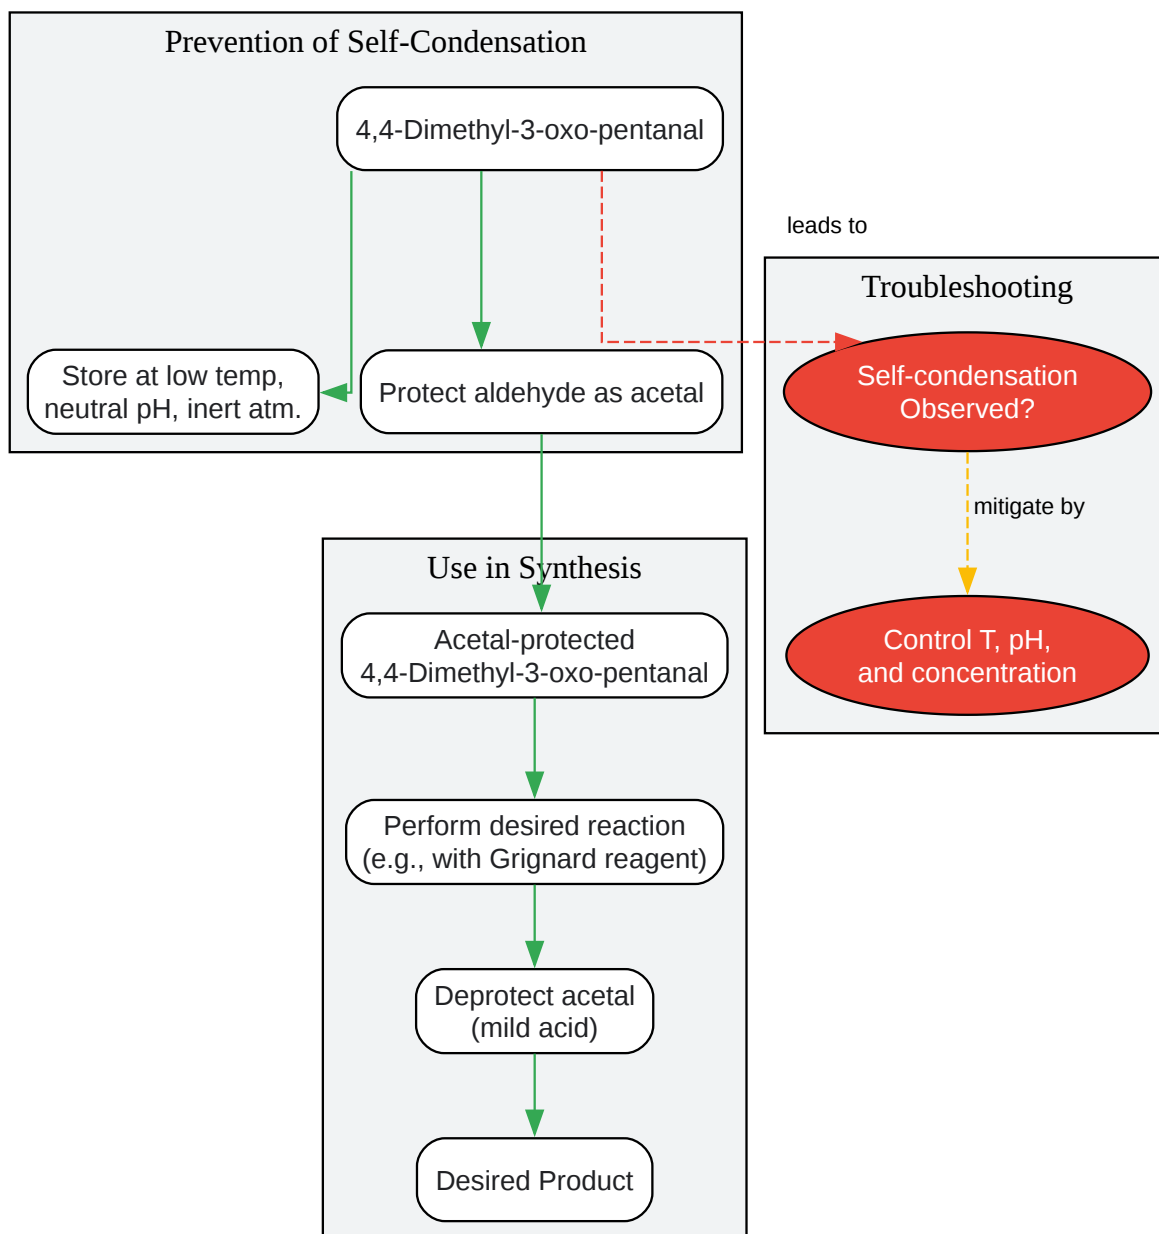 Prevention of Self-Condensation
4,4-Dimethyl-3-oxo-pentanal
Store at low temp,
neutral pH, inert atm.
Protect aldehyde as acetal
leads to
Troubleshooting
Self-condensation
Observed?
mitigate by
Control T, pH,
and concentration
Use in Synthesis
Acetal-protected
4,4-Dimethyl-3-oxo-pentanal
Perform desired reaction
(e.g., with Grignard reagent)
Deprotect acetal
(mild acid)
Desired Product